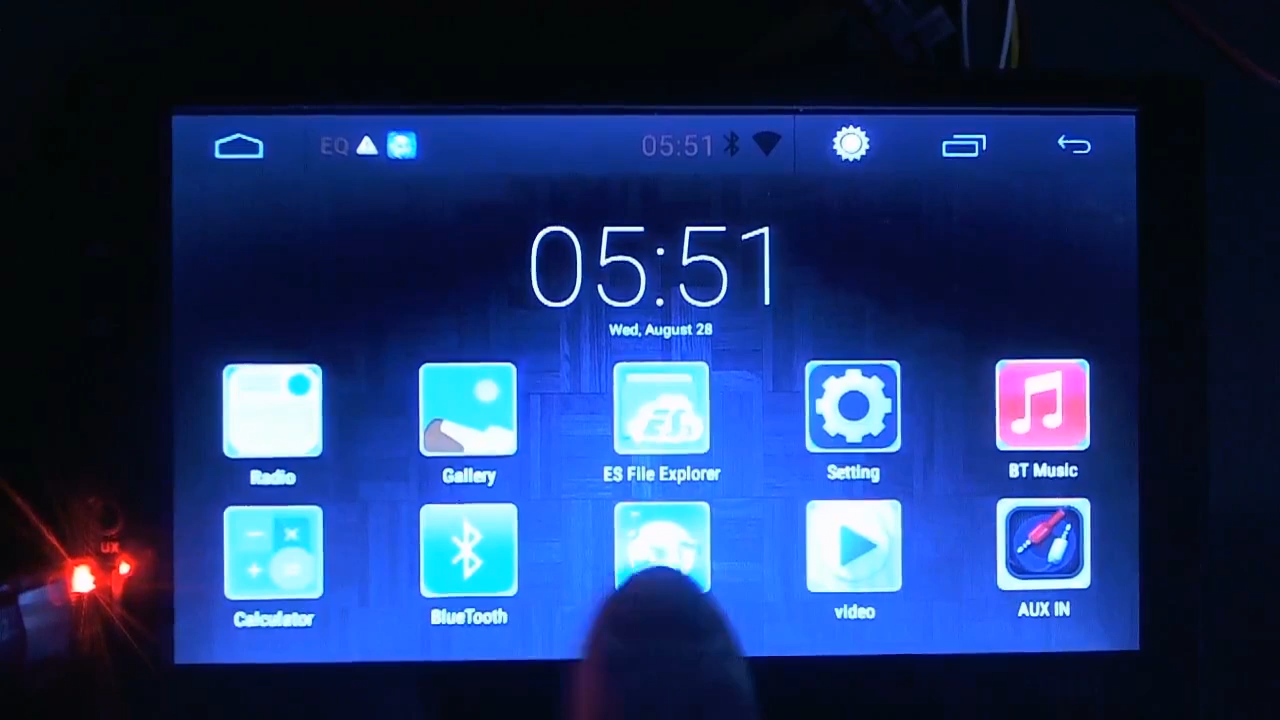 EQ
05:51
05:51
Wed, August 28
Radio
Gallery
ES File Explorer
Setting
BT Music
ES
Calculator
BlueTooth
video
AUX IN
UX